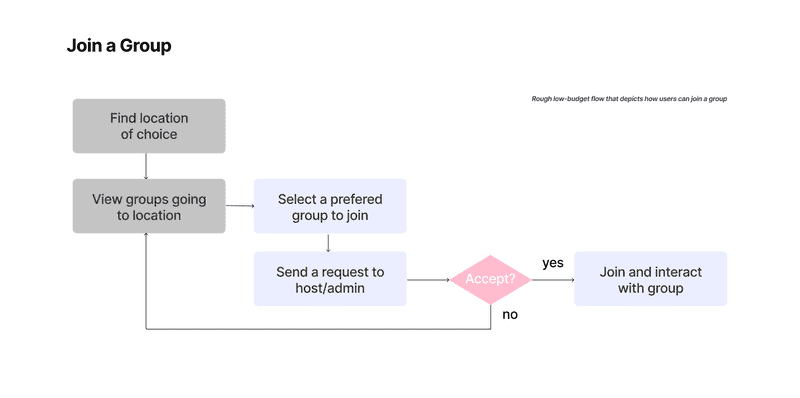 Join a Group
Rough low-budget flow that depicts how users can join a group
Find location
of choice
View groups going
to location
Select a prefered
group to join
Send a request to
host/admin
Accept?
yes
no
Join and interact
with group